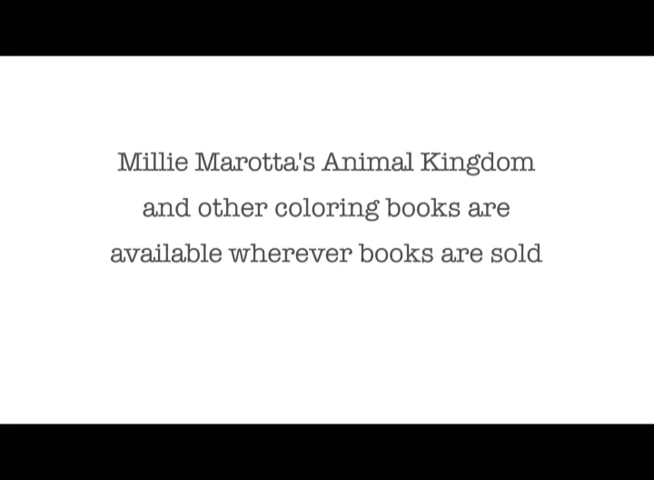 Millie Marotta's Animal Kingdom
and other coloring books are
available wherever books are sold